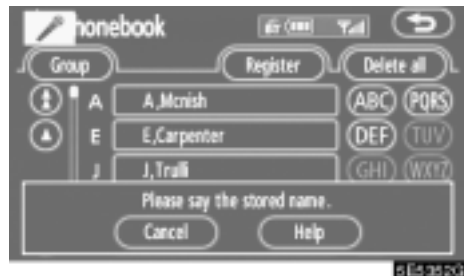 honebook
Group Register Delete all
A A,Mcnish ABC PQRS
E E,Carpenter DEF TUV
J J,Trulli GHI WXYZ
Please say the stored name.
Cancel Help